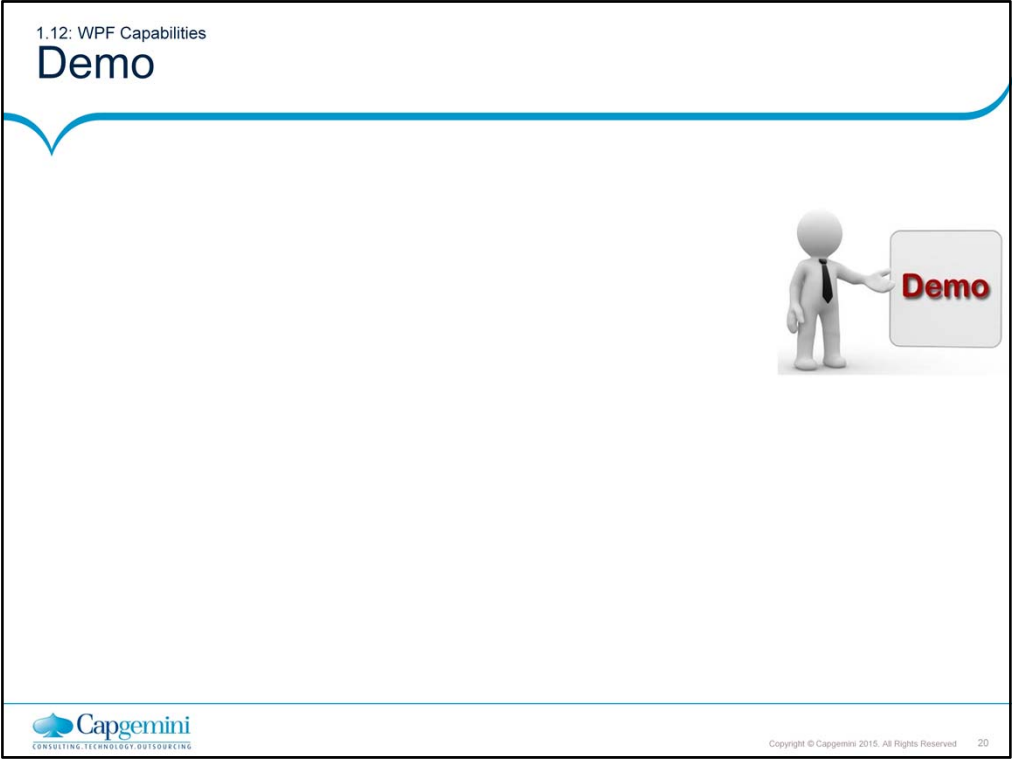 1.12: WPF Capabilities
Demo
Demo
Capgemini
CONSULTING.TECHNOLOGY.OUTSOURCING
Copyright © Capgemini 2015. All Rights Reserved 20